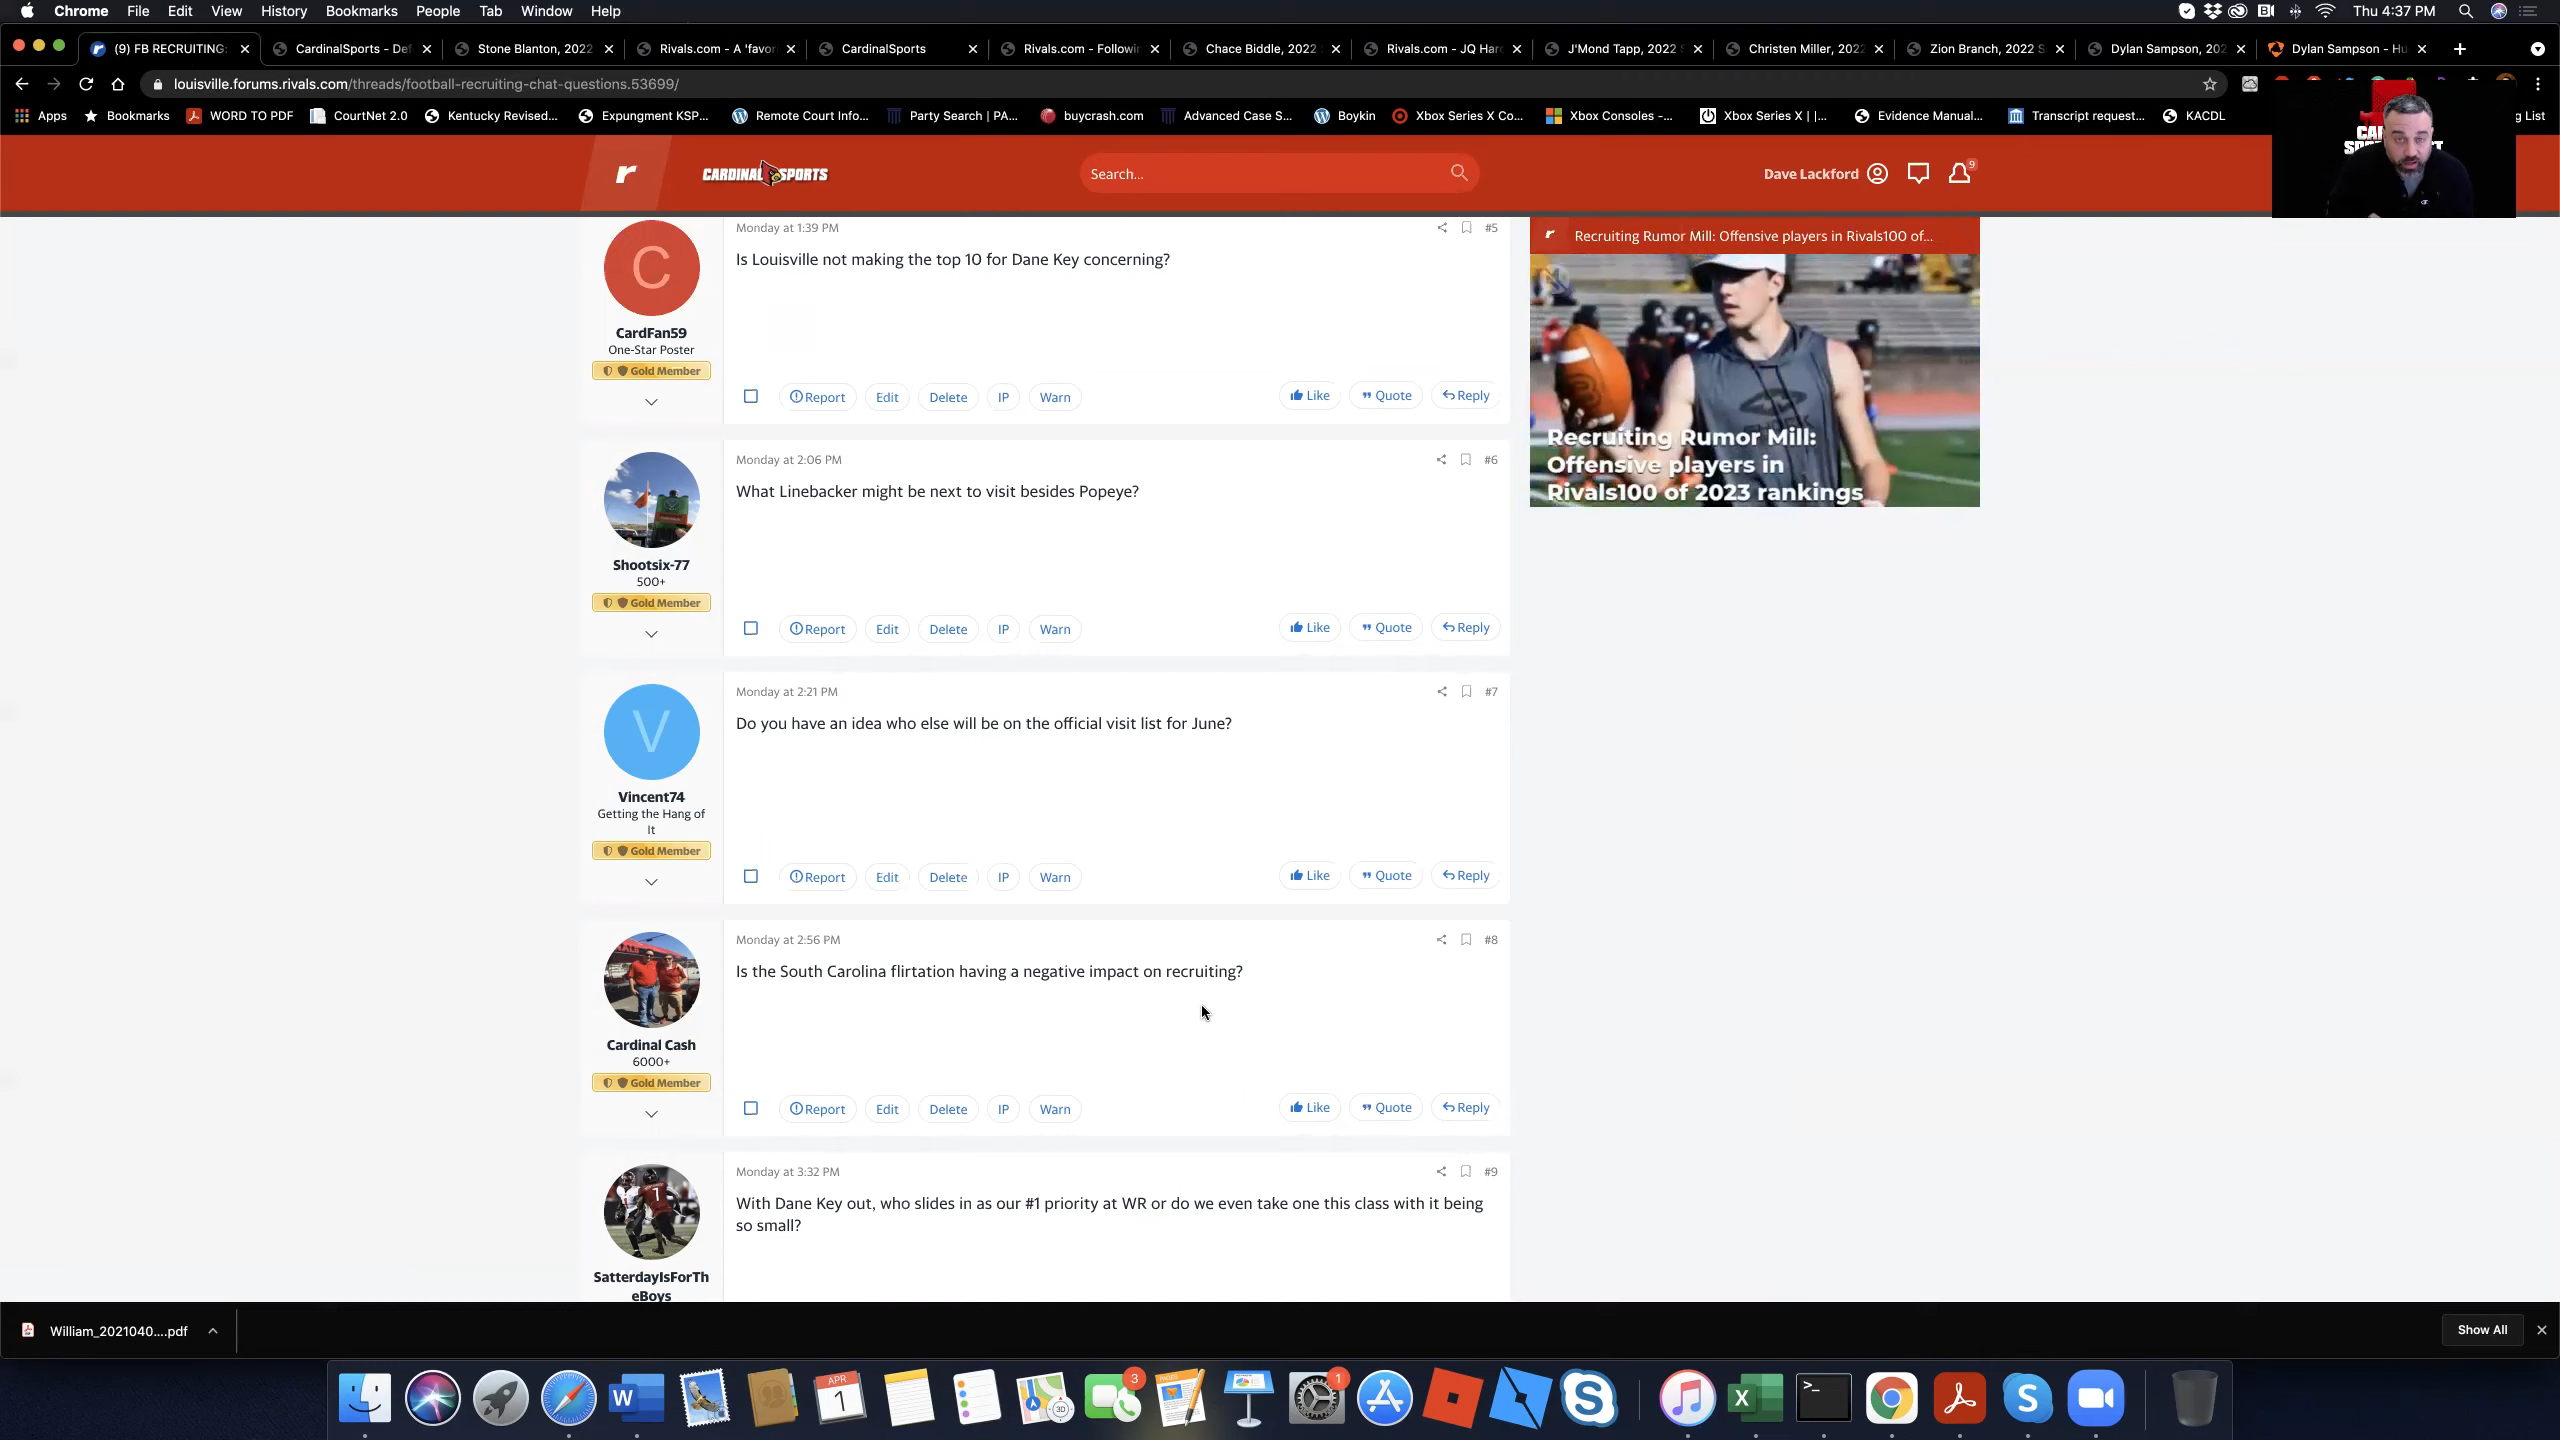 Chrome File Edit View History Bookmarks People Tab Window Help
Thu 4:37 PM
(9) FB RECRUITING:
CardinalSports - Def
Stone Blanton, 2022
Rivals.com - A 'favor
CardinalSports
Rivals.com - Followin
Chace Biddle, 2022
Rivals.com - JQ Har
J'Mond Tapp, 2022 S
Christen Miller, 2022
Zion Branch, 2022 S
Dylan Sampson, 202
Dylan Sampson - Hu
louisville.forums.rivals.com/threads/football-recruiting-chat-questions.53699/
Apps
Bookmarks
WORD TO PDF
CourtNet 2.0
Kentucky Revised...
Expungment KSP...
Remote Court Info...
Party Search | PA...
buycrash.com
Advanced Case S...
Boykin
Xbox Series X Co...
Xbox Consoles -...
Xbox Series X | |...
Evidence Manual...
Transcript request...
KACDL
g List
r
CARDINAL SPORTS
Search...
Dave Lackford
9
C
CardFan59
One-Star Poster
Gold Member
Monday at 1:39 PM
#5
Is Louisville not making the top 10 for Dane Key concerning?
Report Edit Delete IP Warn
Like Quote Reply
Shootsix-77
500+
Gold Member
Monday at 2:06 PM
#6
What Linebacker might be next to visit besides Popeye?
Report Edit Delete IP Warn
Like Quote Reply
V
Vincent74
Getting the Hang of
It
Gold Member
Monday at 2:21 PM
#7
Do you have an idea who else will be on the official visit list for June?
Report Edit Delete IP Warn
Like Quote Reply
Cardinal Cash
6000+
Gold Member
Monday at 2:56 PM
#8
Is the South Carolina flirtation having a negative impact on recruiting?
Report Edit Delete IP Warn
Like Quote Reply
SatterdayIsForTh
eBoys
Monday at 3:32 PM
#9
With Dane Key out, who slides in as our #1 priority at WR or do we even take one this class with it being
so small?
r Recruiting Rumor Mill: Offensive players in Rivals100 of...
Recruiting Rumor Mill:
Offensive players in
Rivals100 of 2023 rankings
William_2021040....pdf
Show All
W
APR
1
3D
3
PAGES
1
S
X
>_
S